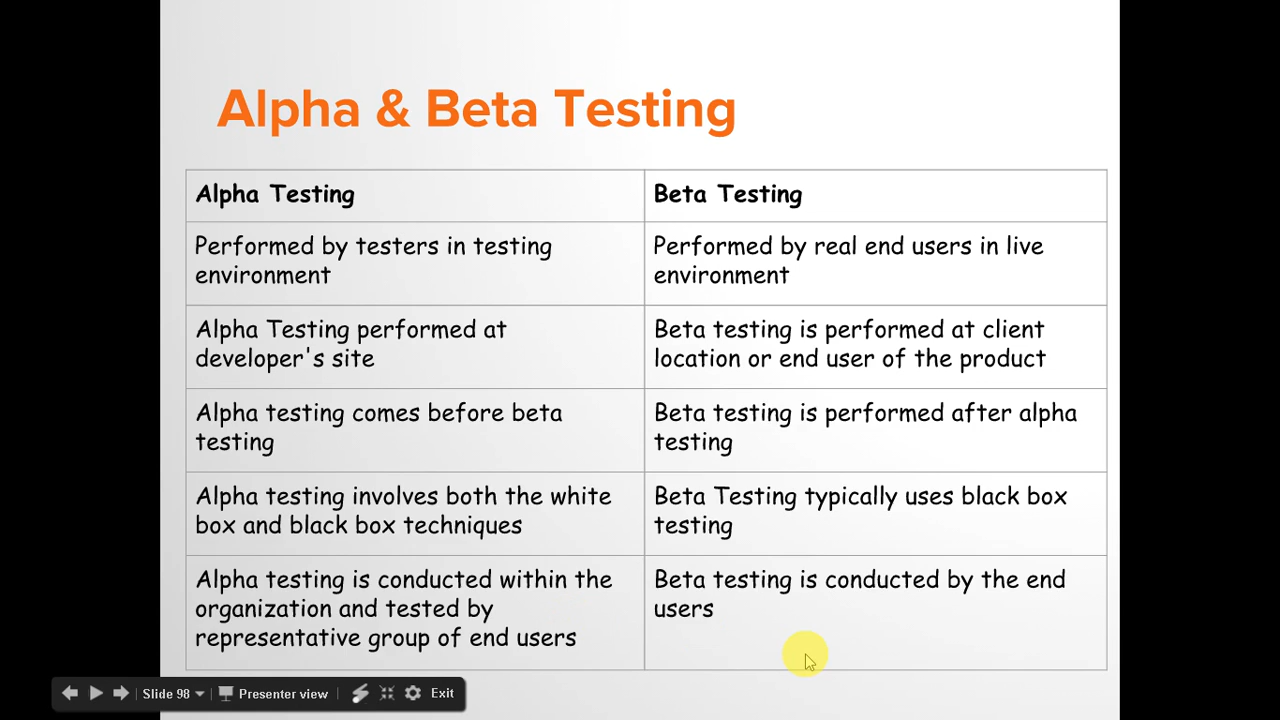 Alpha & Beta Testing
Alpha Testing
Beta Testing
Performed by testers in testing
environment
Performed by real end users in live
environment
Alpha Testing performed at
developer's site
Beta testing is performed at client
location or end user of the product
Alpha testing comes before beta
testing
Beta testing is performed after alpha
testing
Alpha testing involves both the white
box and black box techniques
Beta Testing typically uses black box
testing
Alpha testing is conducted within the
organization and tested by
representative group of end users
Beta testing is conducted by the end
users
Slide 98
Presenter view
Exit